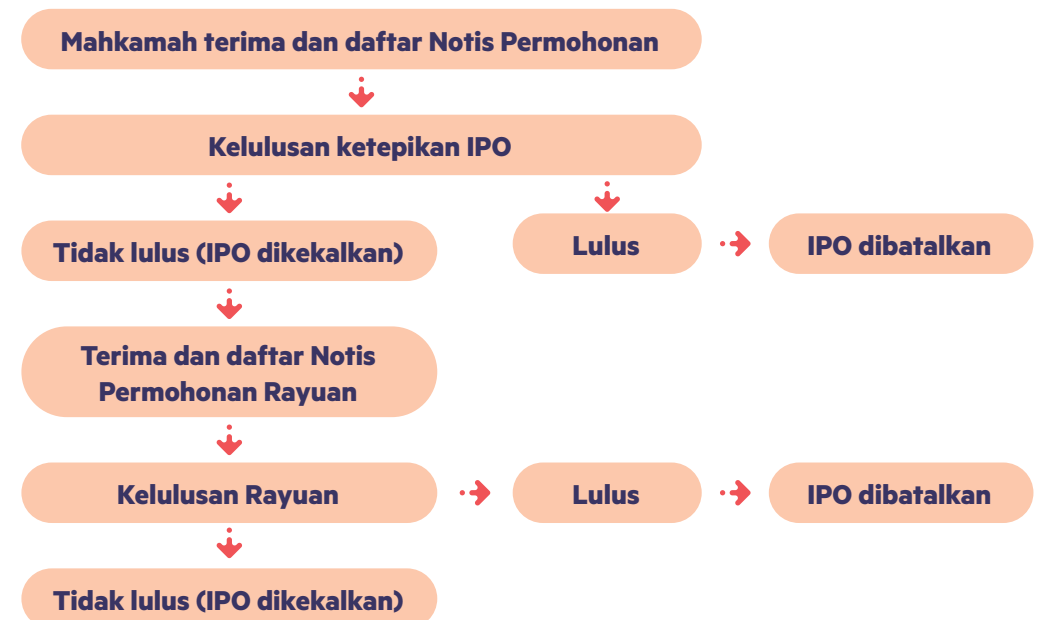 Mahkamah terima dan daftar Notis Permohonan
Kelulusan ketepikan IPO
Tidak lulus (IPO dikekalkan)
Lulus
IPO dibatalkan
Terima dan daftar Notis
Permohonan Rayuan
Kelulusan Rayuan
Lulus
IPO dibatalkan
Tidak lulus (IPO dikekalkan)